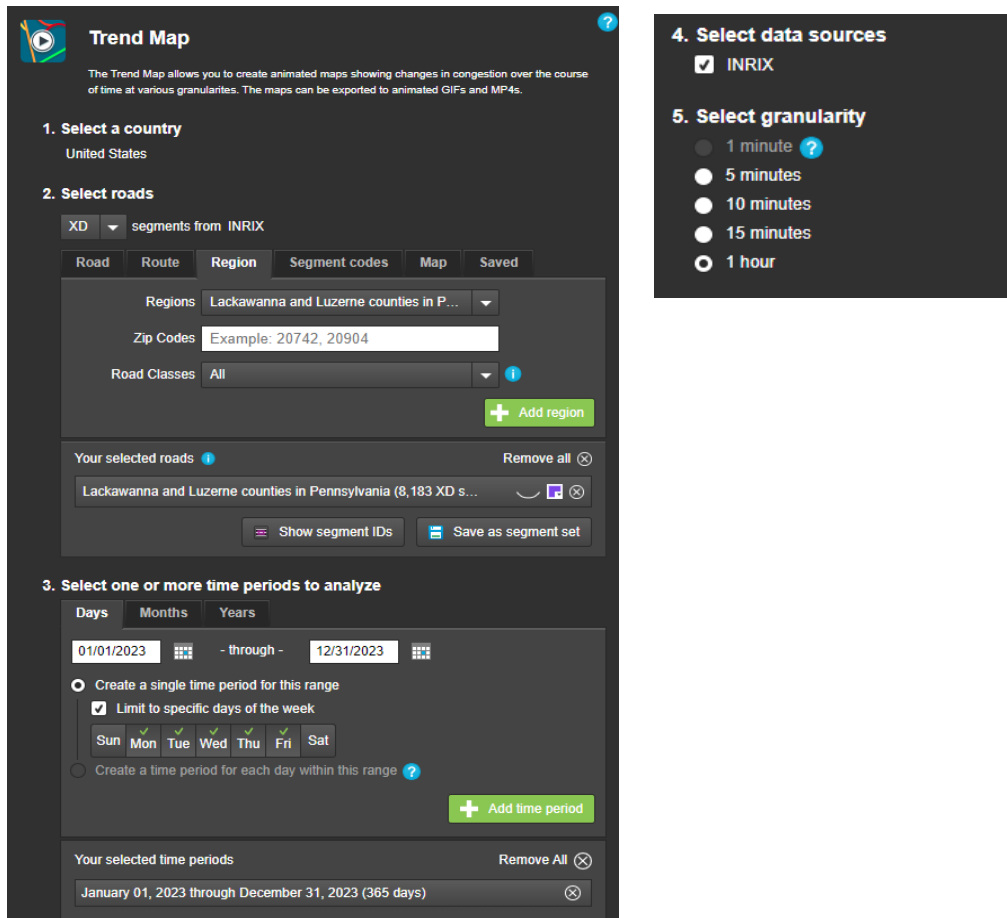 Trend Map
?
The Trend Map allows you to create animated maps showing changes in congestion over the course
of time at various granularites. The maps can be exported to animated GIFs and MP4s.
1. Select a country
United States
2. Select roads
XD segments from INRIX
Road Route Region Segment codes Map Saved
Regions Lackawanna and Luzerne counties in P...
Zip Codes Example: 20742, 20904
Road Classes All i
Add region
Your selected roads i Remove all
Lackawanna and Luzerne counties in Pennsylvania (8,183 XD s...
Show segment IDs Save as segment set
3. Select one or more time periods to analyze
Days Months Years
01/01/2023 - through - 12/31/2023
Create a single time period for this range
Limit to specific days of the week
Sun Mon Tue Wed Thu Fri Sat
Create a time period for each day within this range ?
Add time period
Your selected time periods Remove All
January 01, 2023 through December 31, 2023 (365 days)
4. Select data sources
INRIX
5. Select granularity
1 minute ?
5 minutes
10 minutes
15 minutes
1 hour